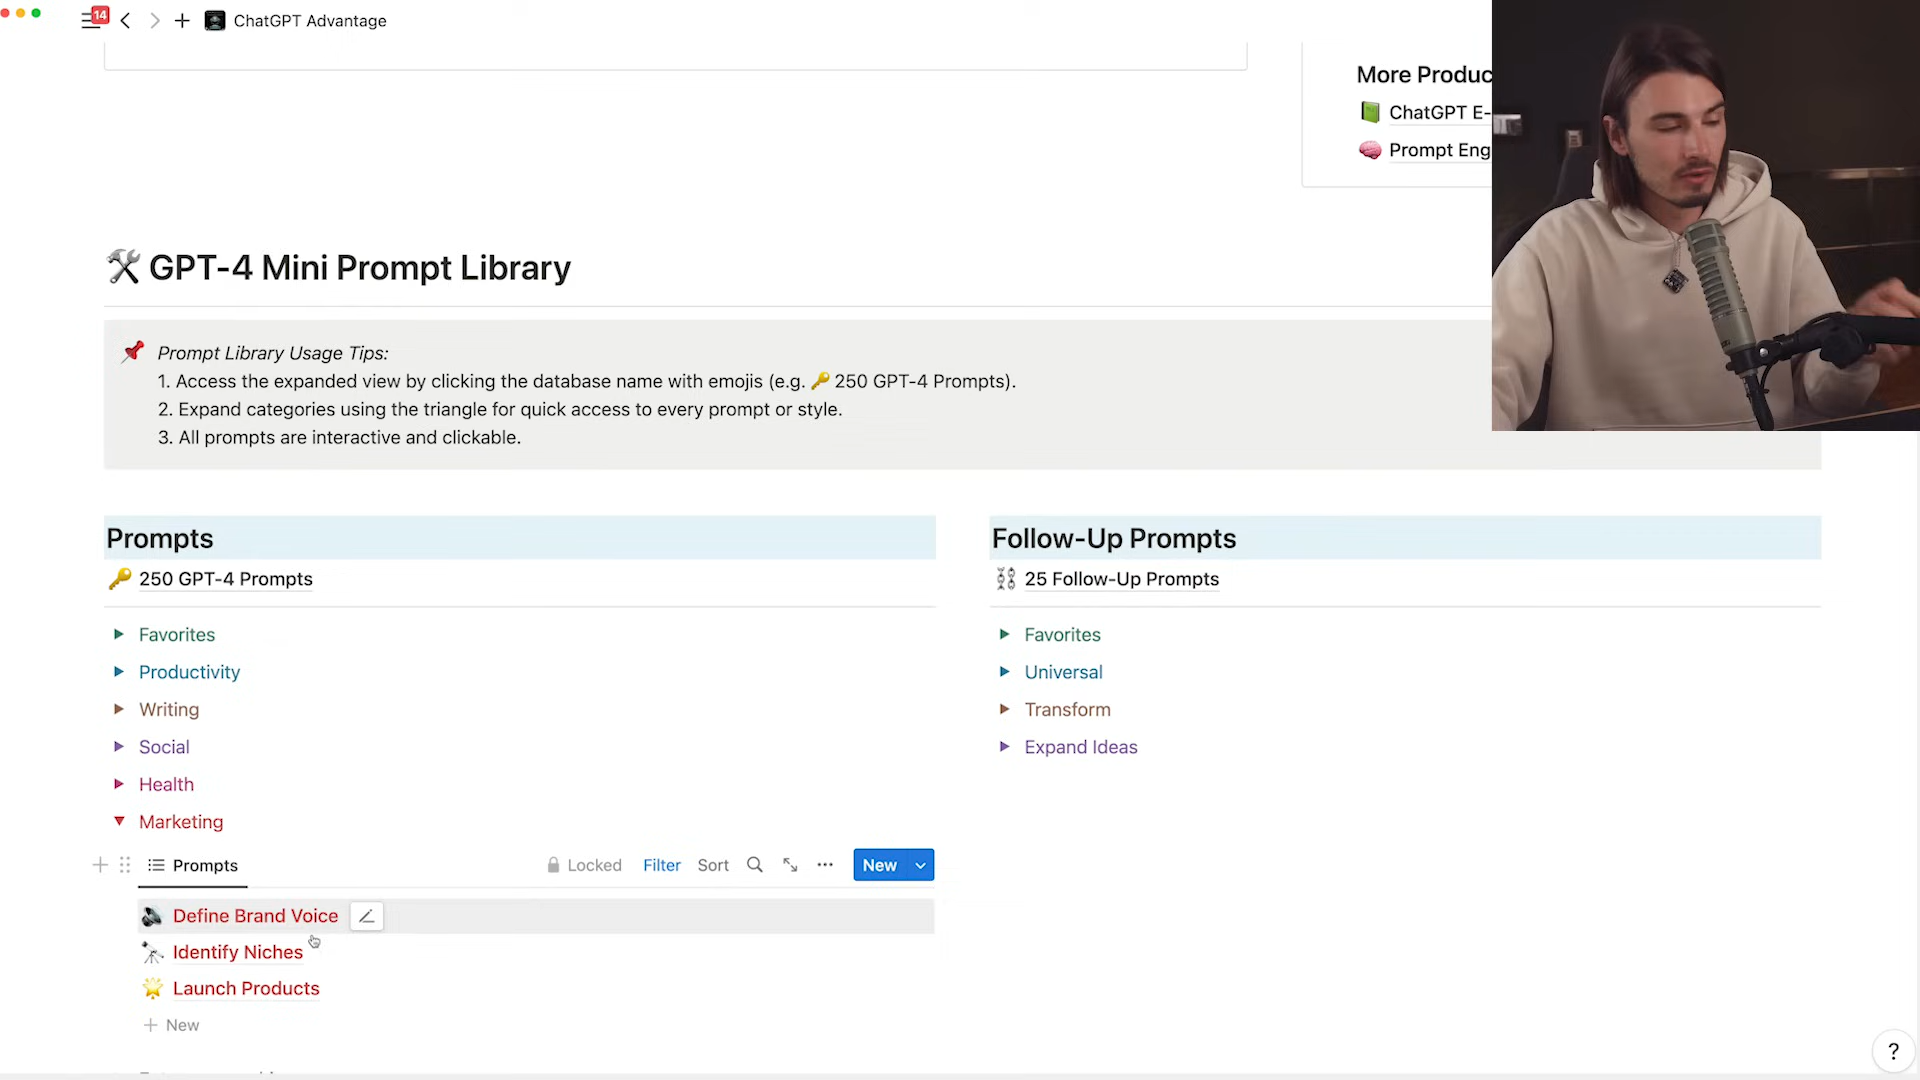 14
ChatGPT Advantage
More Produc
ChatGPT E-
Prompt Eng
GPT-4 Mini Prompt Library
Prompt Library Usage Tips:
1. Access the expanded view by clicking the database name with emojis (e.g. 🔑 250 GPT-4 Prompts).
2. Expand categories using the triangle for quick access to every prompt or style.
3. All prompts are interactive and clickable.
Prompts
250 GPT-4 Prompts
Favorites
Productivity
Writing
Social
Health
Marketing
Prompts
Locked Filter Sort New
Define Brand Voice
Identify Niches
Launch Products
New
Follow-Up Prompts
25 Follow-Up Prompts
Favorites
Universal
Transform
Expand Ideas
?